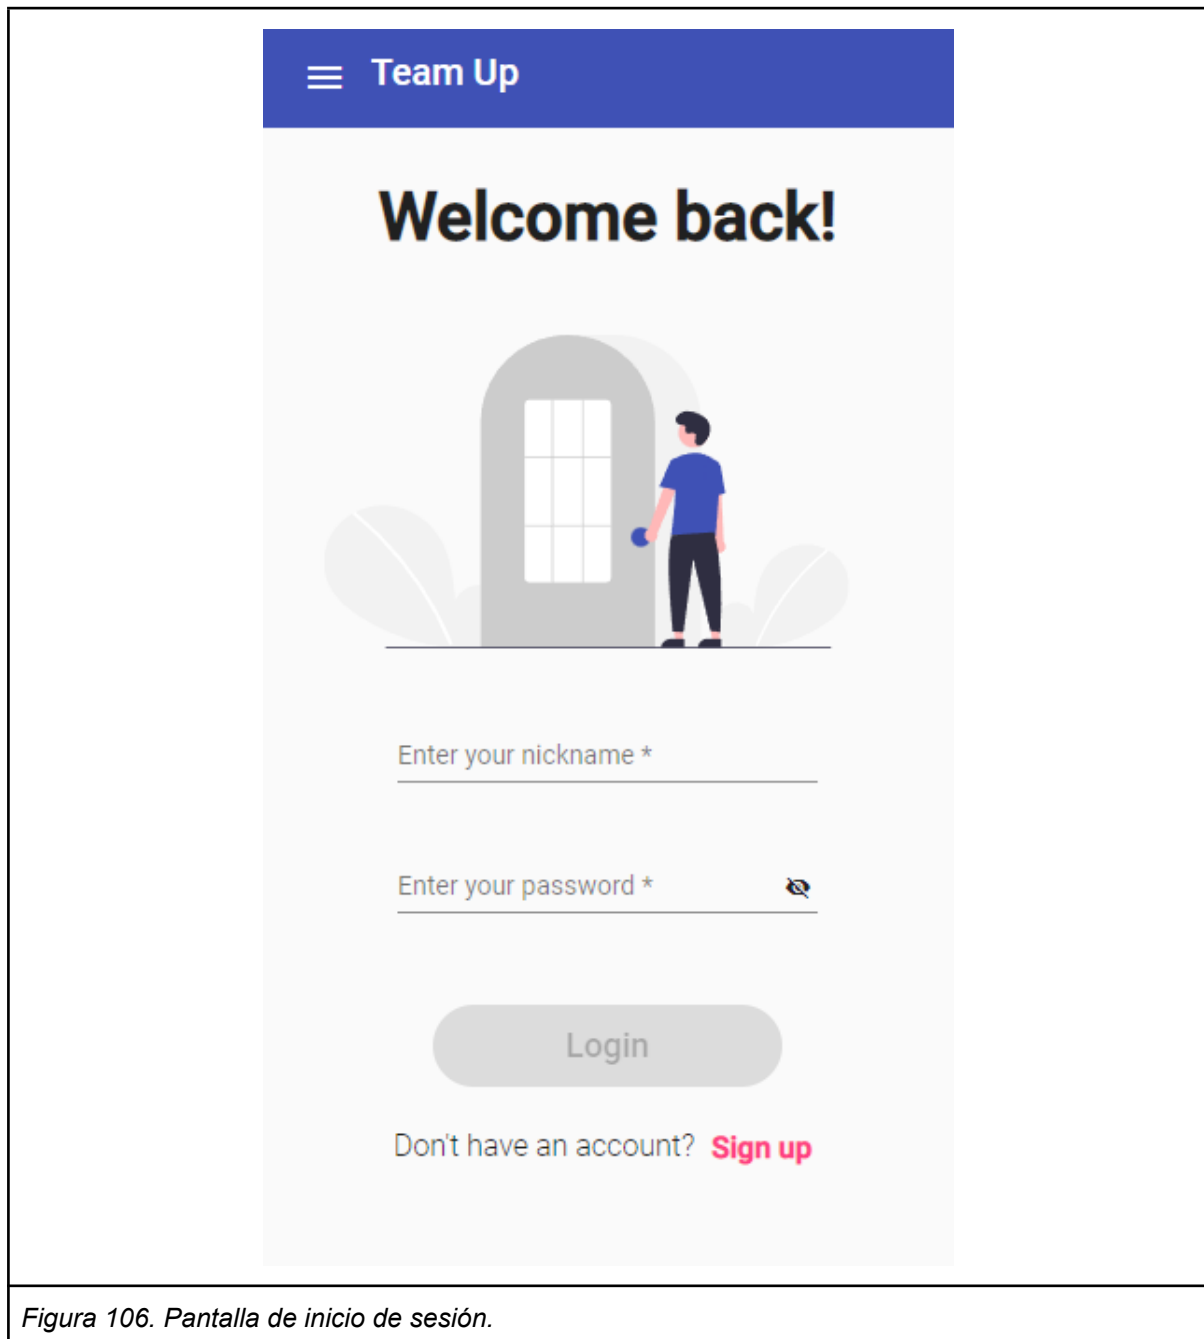 Team Up
Welcome back!
Enter your nickname *
Enter your password *
Login
Don't have an account? Sign up
Figura 106. Pantalla de inicio de sesión.